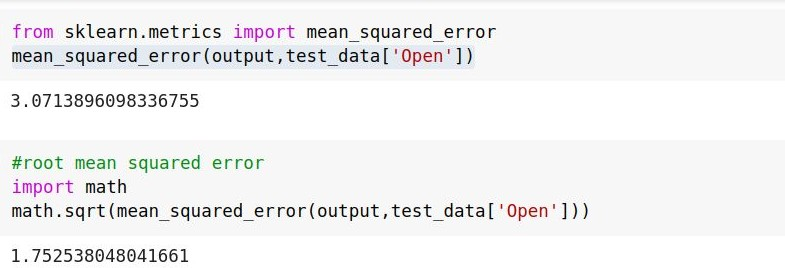 from sklearn.metrics import mean_squared_error
mean_squared_error(output,test_data['Open'])
3.0713896098336755
#root mean squared error
import math
math.sqrt(mean_squared_error(output,test_data['Open']))
1.752538048041661